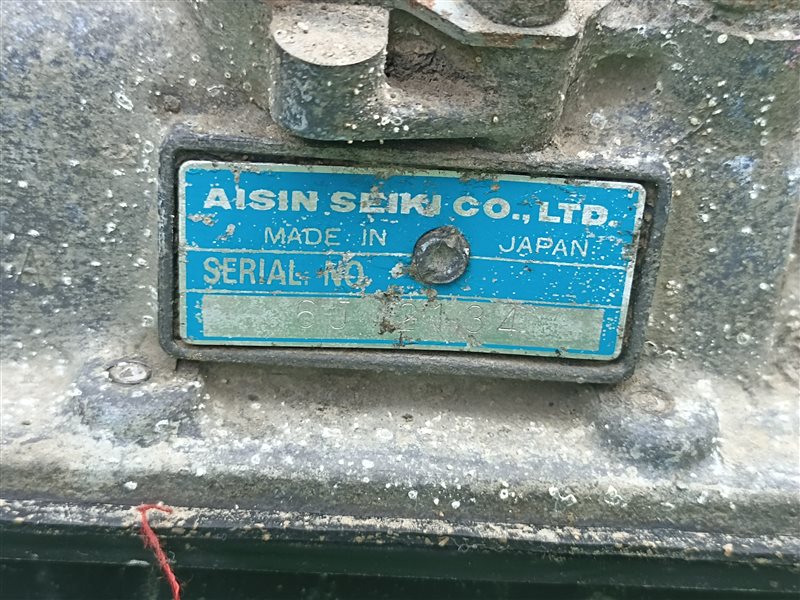 AISIN SEIKI CO., LTD.
MADE IN JAPAN
SERIAL NO.